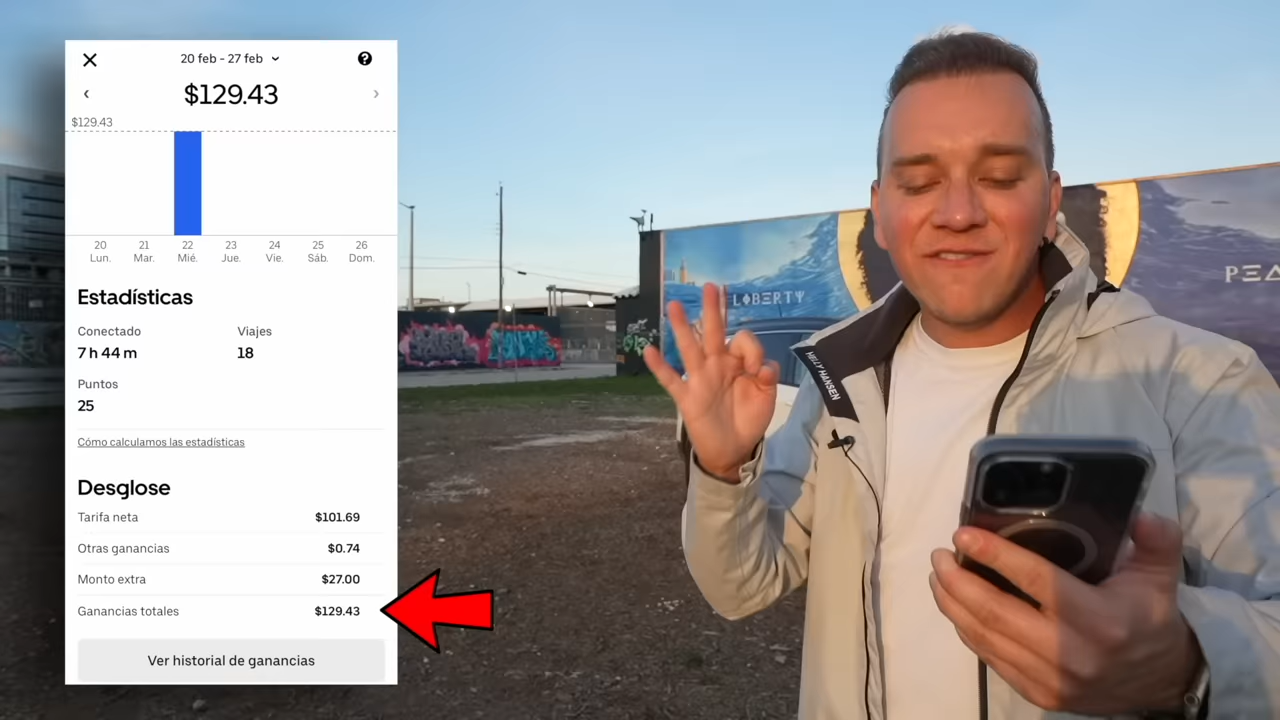 20 feb - 27 feb
$129.43
$129.43
20 21 22 23 24 25 26
Lun. Mar. Mié. Jue. Vie. Sáb. Dom.
Estadísticas
Conectado Viajes
7 h 44 m 18
Puntos
25
Cómo calculamos las estadísticas
Desglose
Tarifa neta $101.69
Otras ganancias $0.74
Monto extra $27.00
Ganancias totales $129.43
Ver historial de ganancias
LIBERTY
HELLY HANSEN